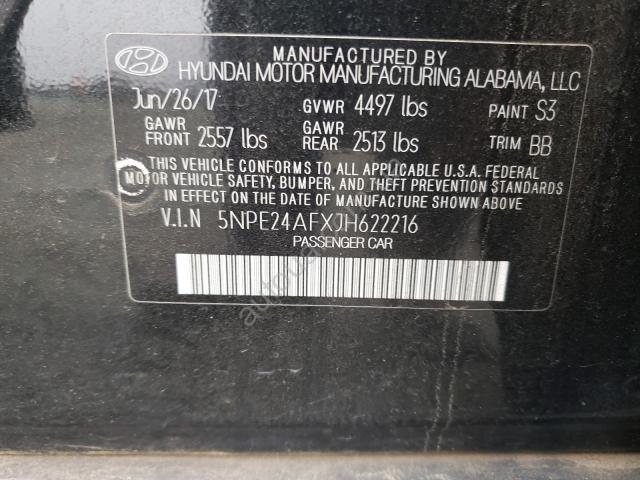 MANUFACTURED BY
HYUNDAI MOTOR MANUFACTURING ALABAMA, LLC
Jun/26/17 GVWR 4497 lbs PAINT S3
GAWR FRONT 2557 lbs GAWR REAR 2513 lbs TRIM BB
THIS VEHICLE CONFORMS TO ALL APPLICABLE U.S.A. FEDERAL
MOTOR VEHICLE SAFETY, BUMPER, AND THEFT PREVENTION STANDARDS
IN EFFECT ON THE DATE OF MANUFACTURE SHOWN ABOVE.
V.I.N 5NPE24AFXJH622216
PASSENGER CAR